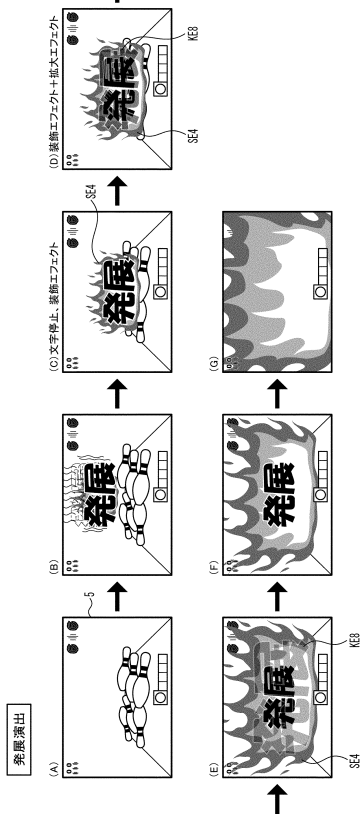 発展演出
(A)
5
(B)
発展
(C)文字停止、装飾エフェクト
発展
SE4
(D)装飾エフェクト+拡大エフェクト
発展
KE8
SE4
(E)
発展
KE8
SE4
(F)
発展
(G)